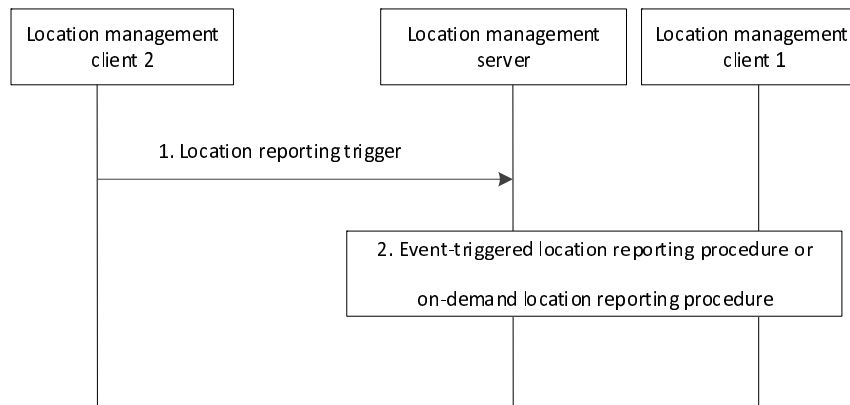 Location management
client 2
Location management
server
Location management
client 1
1. Location reporting trigger
2. Event-triggered location reporting procedure or
on-demand location reporting procedure